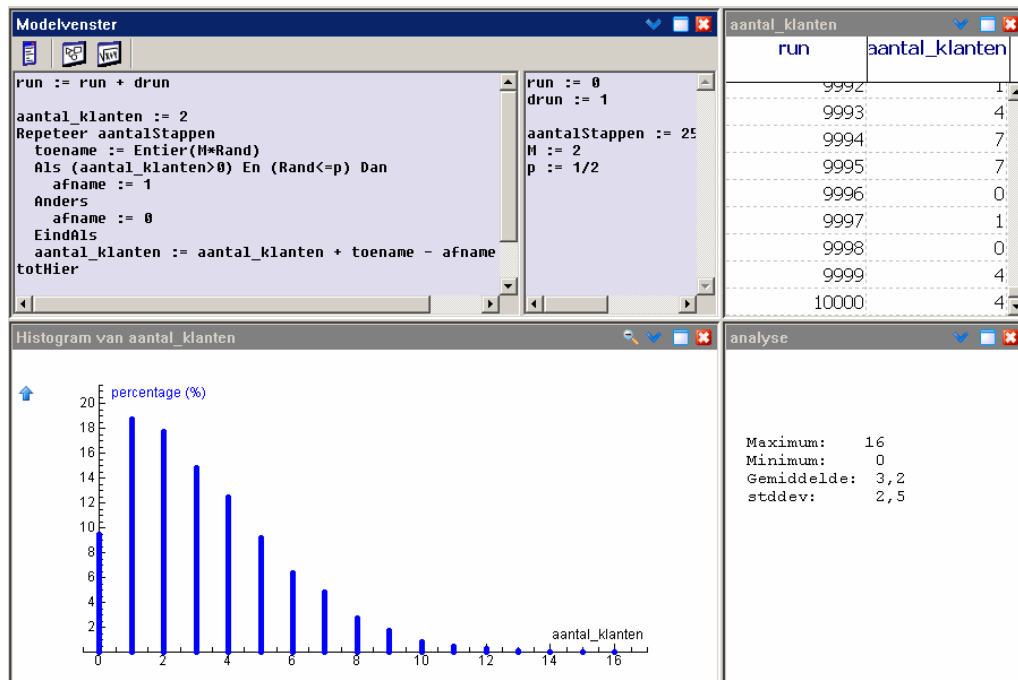 Modelvenster
run := run + drun
aantal_klanten := 2
Repeteer aantalStappen
toename := Entier(M*Rand)
Als (aantal_klanten>0) En (Rand<=p) Dan
afname := 1
Anders
afname := 0
EindAls
aantal_klanten := aantal_klanten + toename - afname
totHier
run := 0
drun := 1
aantalStappen := 25
M := 2
p := 1/2
aantal_klanten
run aantal_klanten
9992 1
9993 4
9994 7
9995 7
9996 0
9997 1
9998 0
9999 4
10000 4
Histogram van aantal_klanten
percentage (%)
20
18
16
14
12
10
8
6
4
2
aantal_klanten
0 2 4 6 8 10 12 14 16
analyse
Maximum: 16
Minimum: 0
Gemiddelde: 3,2
stddev: 2,5